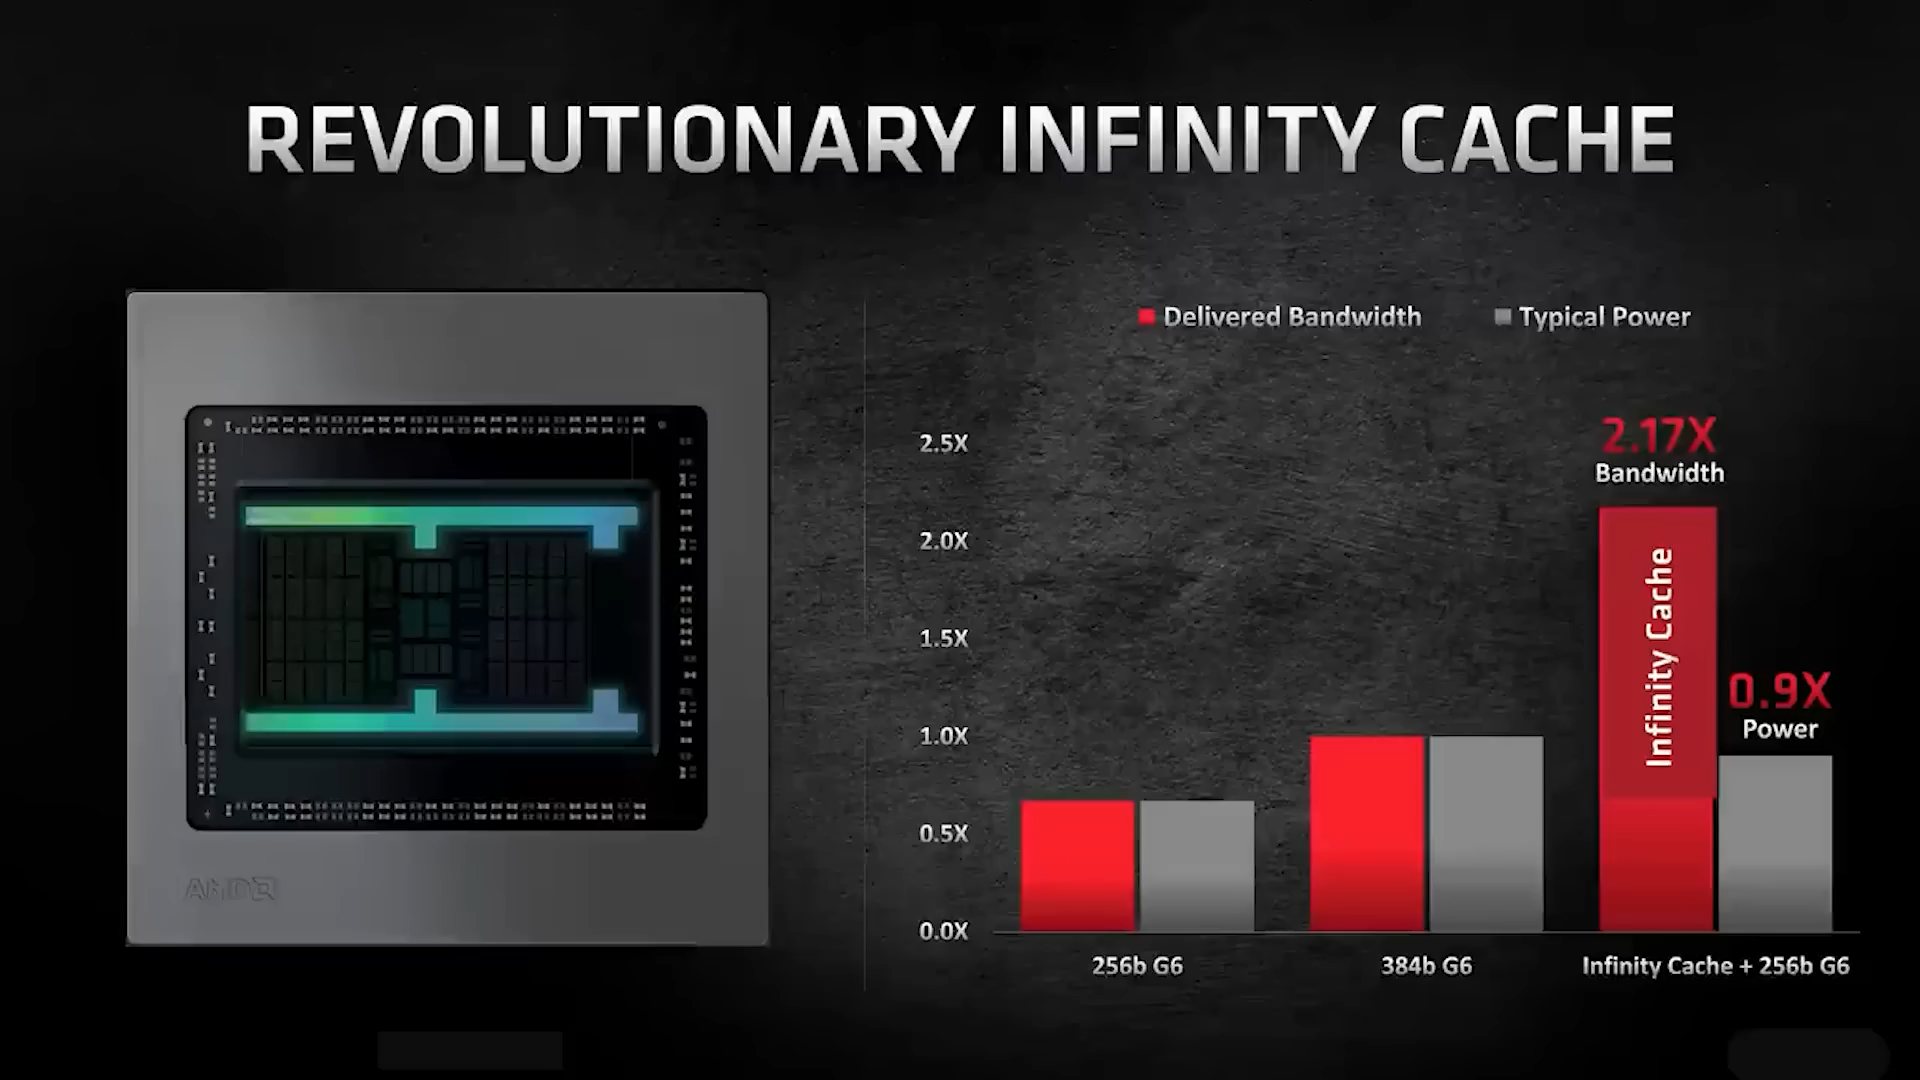 REVOLUTIONARY INFINITY CACHE
Delivered Bandwidth
Typical Power
2.5X
2.0X
1.5X
1.0X
0.5X
0.0X
2.17X
Bandwidth
Infinity Cache
0.9X
Power
256b G6
384b G6
Infinity Cache + 256b G6
AMD